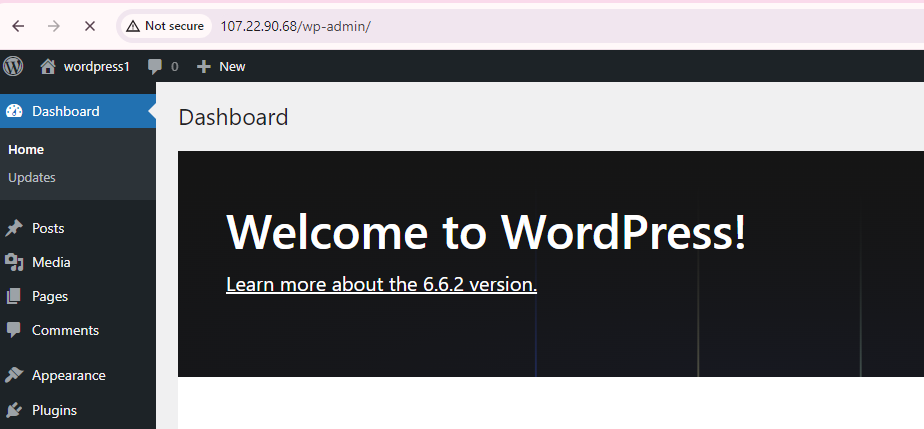 Not secure 107.22.90.68/wp-admin/
wordpress1 0 New
Dashboard
Home
Updates
Posts
Media
Pages
Comments
Appearance
Plugins
Dashboard
Welcome to WordPress!
Learn more about the 6.6.2 version.